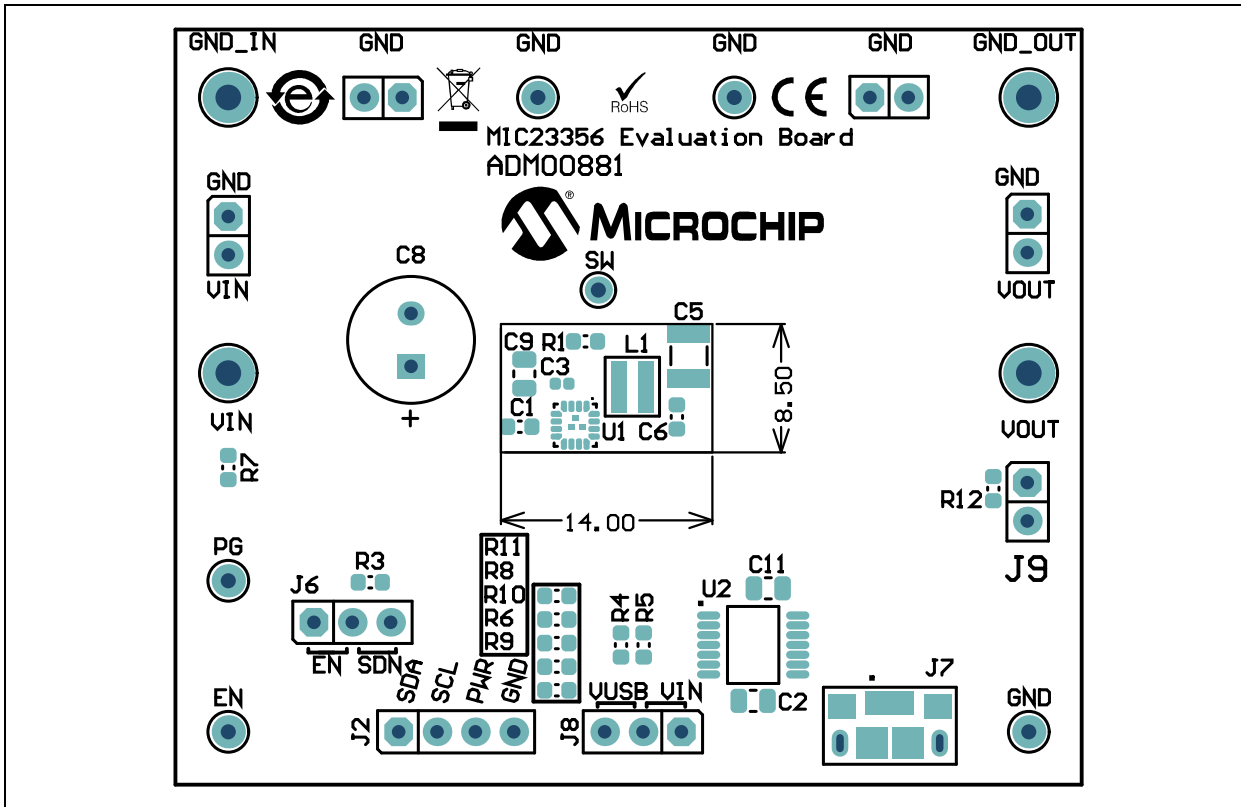 GND_IN GND GND GND GND GND_OUT
e
RoHS
CE
MIC23356 Evaluation Board
ADM00881
GND
GND
MICROCHIP
®
C8
SW
VIN
VOUT
C5
C9
R1
L1
C3
8.50
C1
U1
C6
+
VIN
VOUT
R7
R12
14.00
PG
R11
J9
R3
R8
C11
J6
R10
U2
R6
R4
R5
R9
EN
SDN
J7
SDA
SCL
PWR
GND
VUSB
VIN
EN
C2
GND
J2
J8